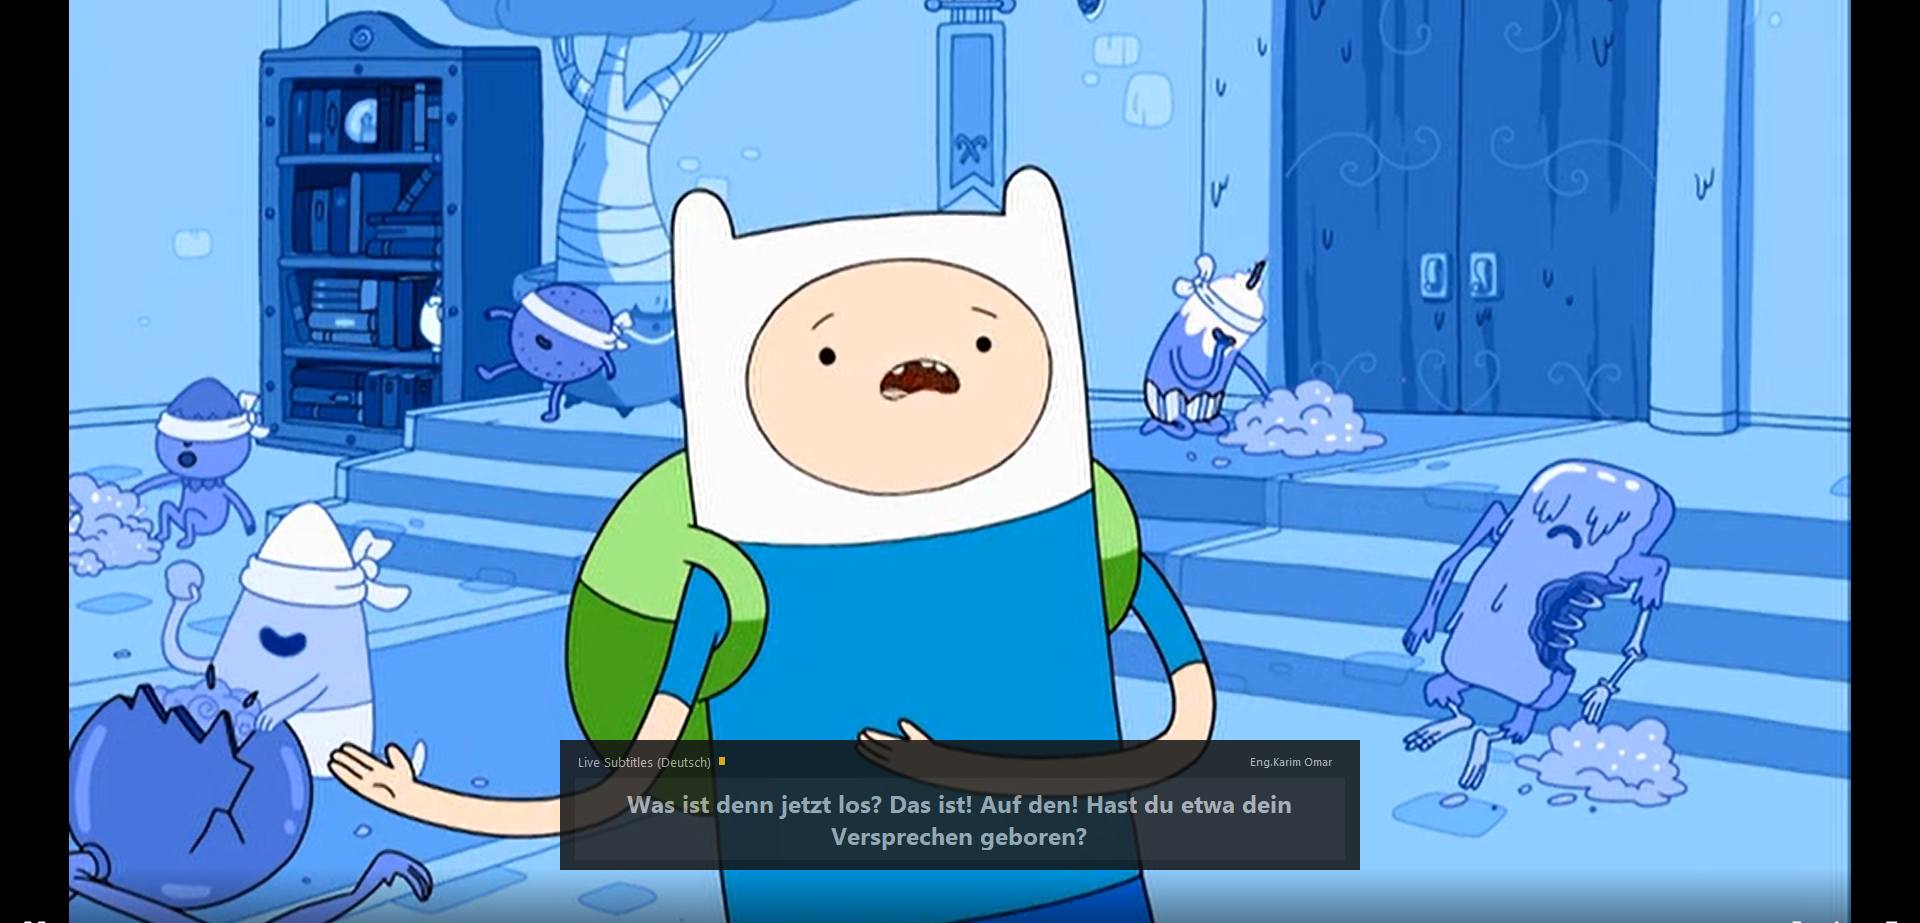 Live Subtitles (Deutsch)
Eng.Karim Omar
Was ist denn jetzt los? Das ist! Auf den! Hast du etwa dein
Versprechen geboren?